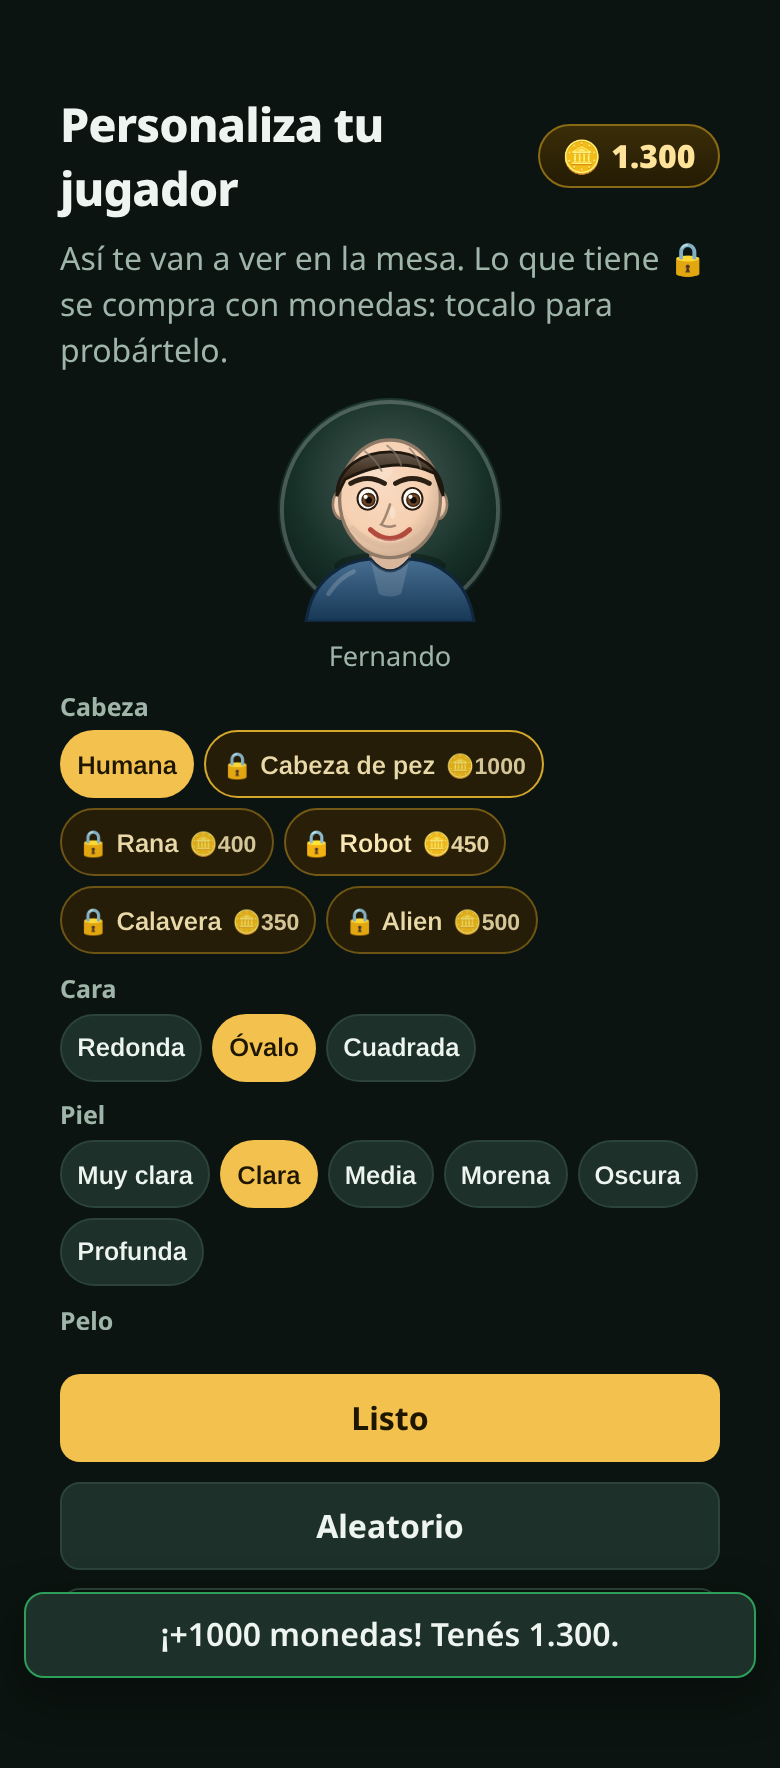 Personaliza tu
jugador
1.300
Así te van a ver en la mesa. Lo que tiene 🔒
se compra con monedas: tocalo para
probártelo.
Fernando
Cabeza
Humana
🔒 Cabeza de pez 🪙1000
🔒 Rana 🪙400
🔒 Robot 🪙450
🔒 Calavera 🪙350
🔒 Alien 🪙500
Cara
Redonda
Óvalo
Cuadrada
Piel
Muy clara
Clara
Media
Morena
Oscura
Profunda
Pelo
Listo
Aleatorio
¡+1000 monedas! Tenés 1.300.